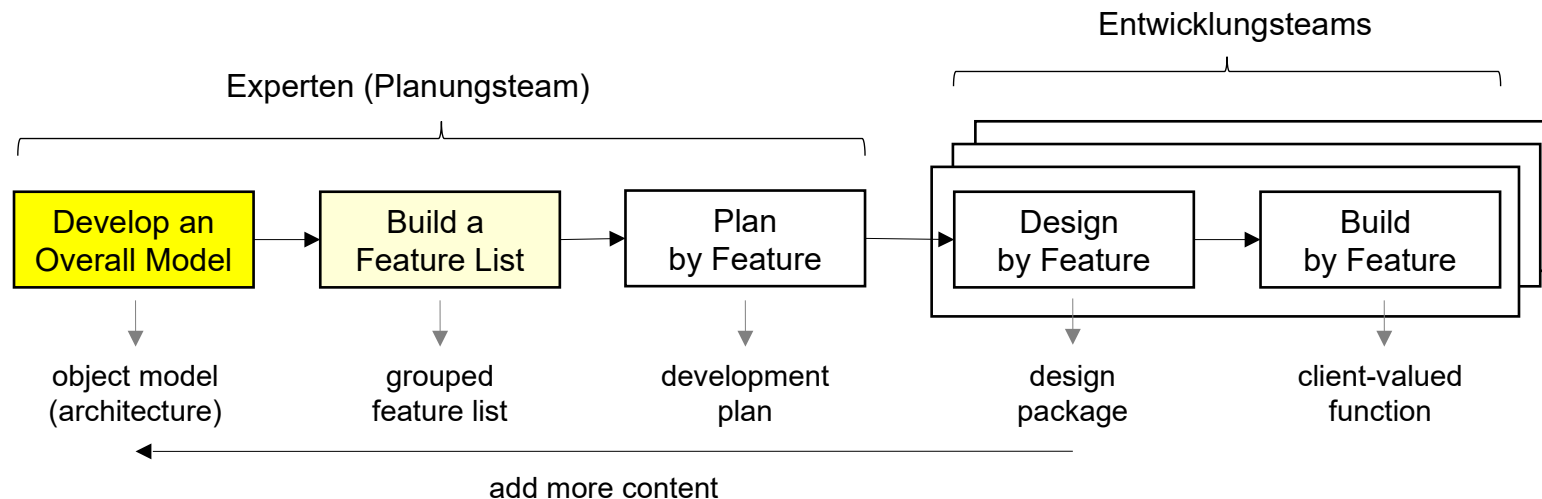 Entwicklungsteams
Experten (Planungsteam)
Develop an
Overall Model
Build a
Feature List
Plan
by Feature
Design
by Feature
Build
by Feature
object model
(architecture)
grouped
feature list
development
plan
design
package
client-valued
function
add more content